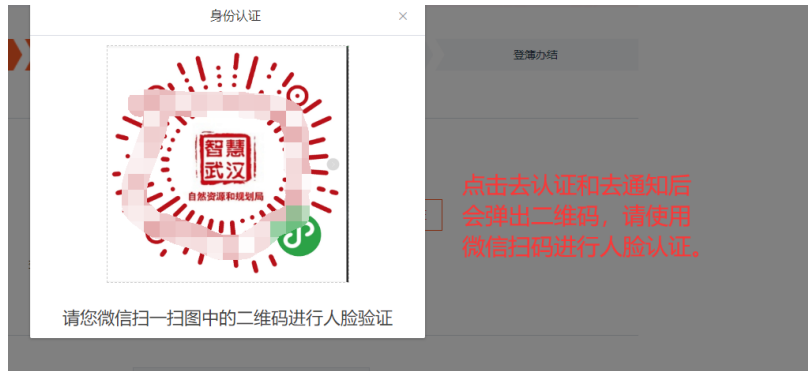 身份认证
登簿办结
智慧
武汉
自然资源和规划局
点击去认证和去通知后
会弹出二维码，请使用
微信扫码进行人脸认证。
请您微信扫一扫图中的二维码进行人脸验证